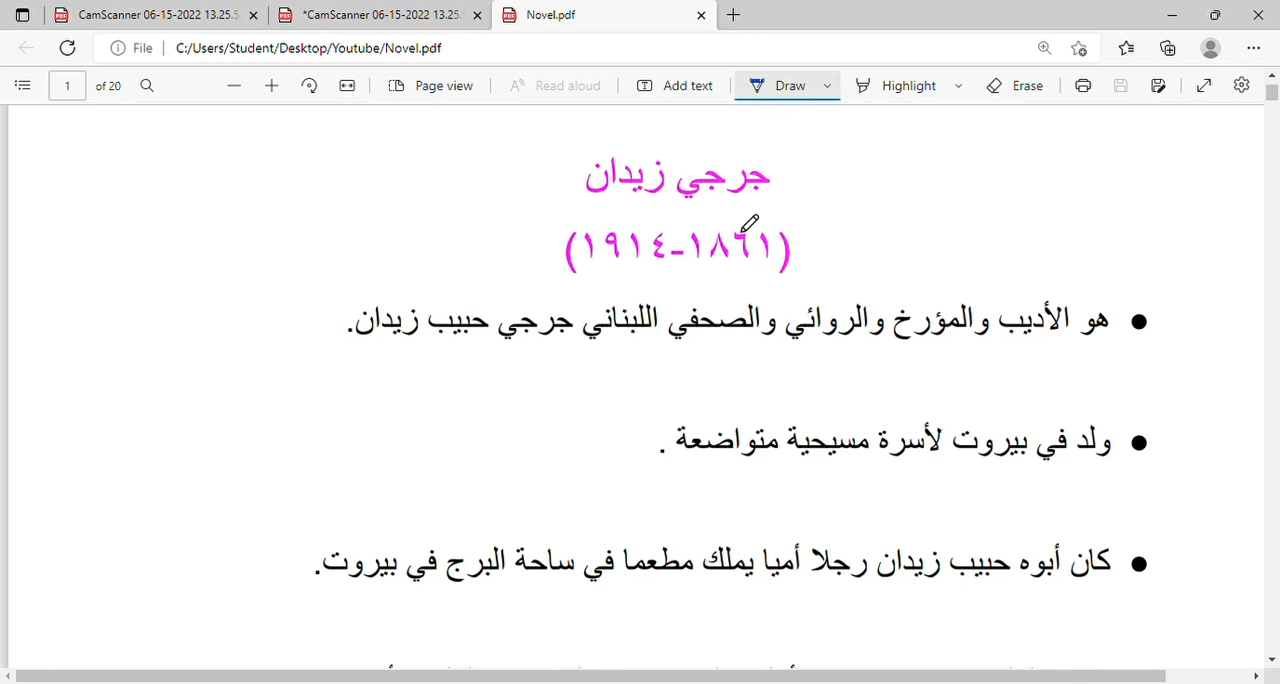 CamScanner 06-15-2022 13.25.5
*CamScanner 06-15-2022 13.25.
Novel.pdf
File
C:/Users/Student/Desktop/Youtube/Novel.pdf
1 of 20
Page view
Read aloud
Add text
Draw
Highlight
Erase
جرجي زيدان
(١٨٦١-١٩١٤)
● هو الأديب والمؤرخ والروائي والصحفي اللبناني جرجي حبيب زيدان.
● ولد في بيروت لأسرة مسيحية متواضعة .
● كان أبوه حبيب زيدان رجلا أميا يملك مطعما في ساحة البرج في بيروت.